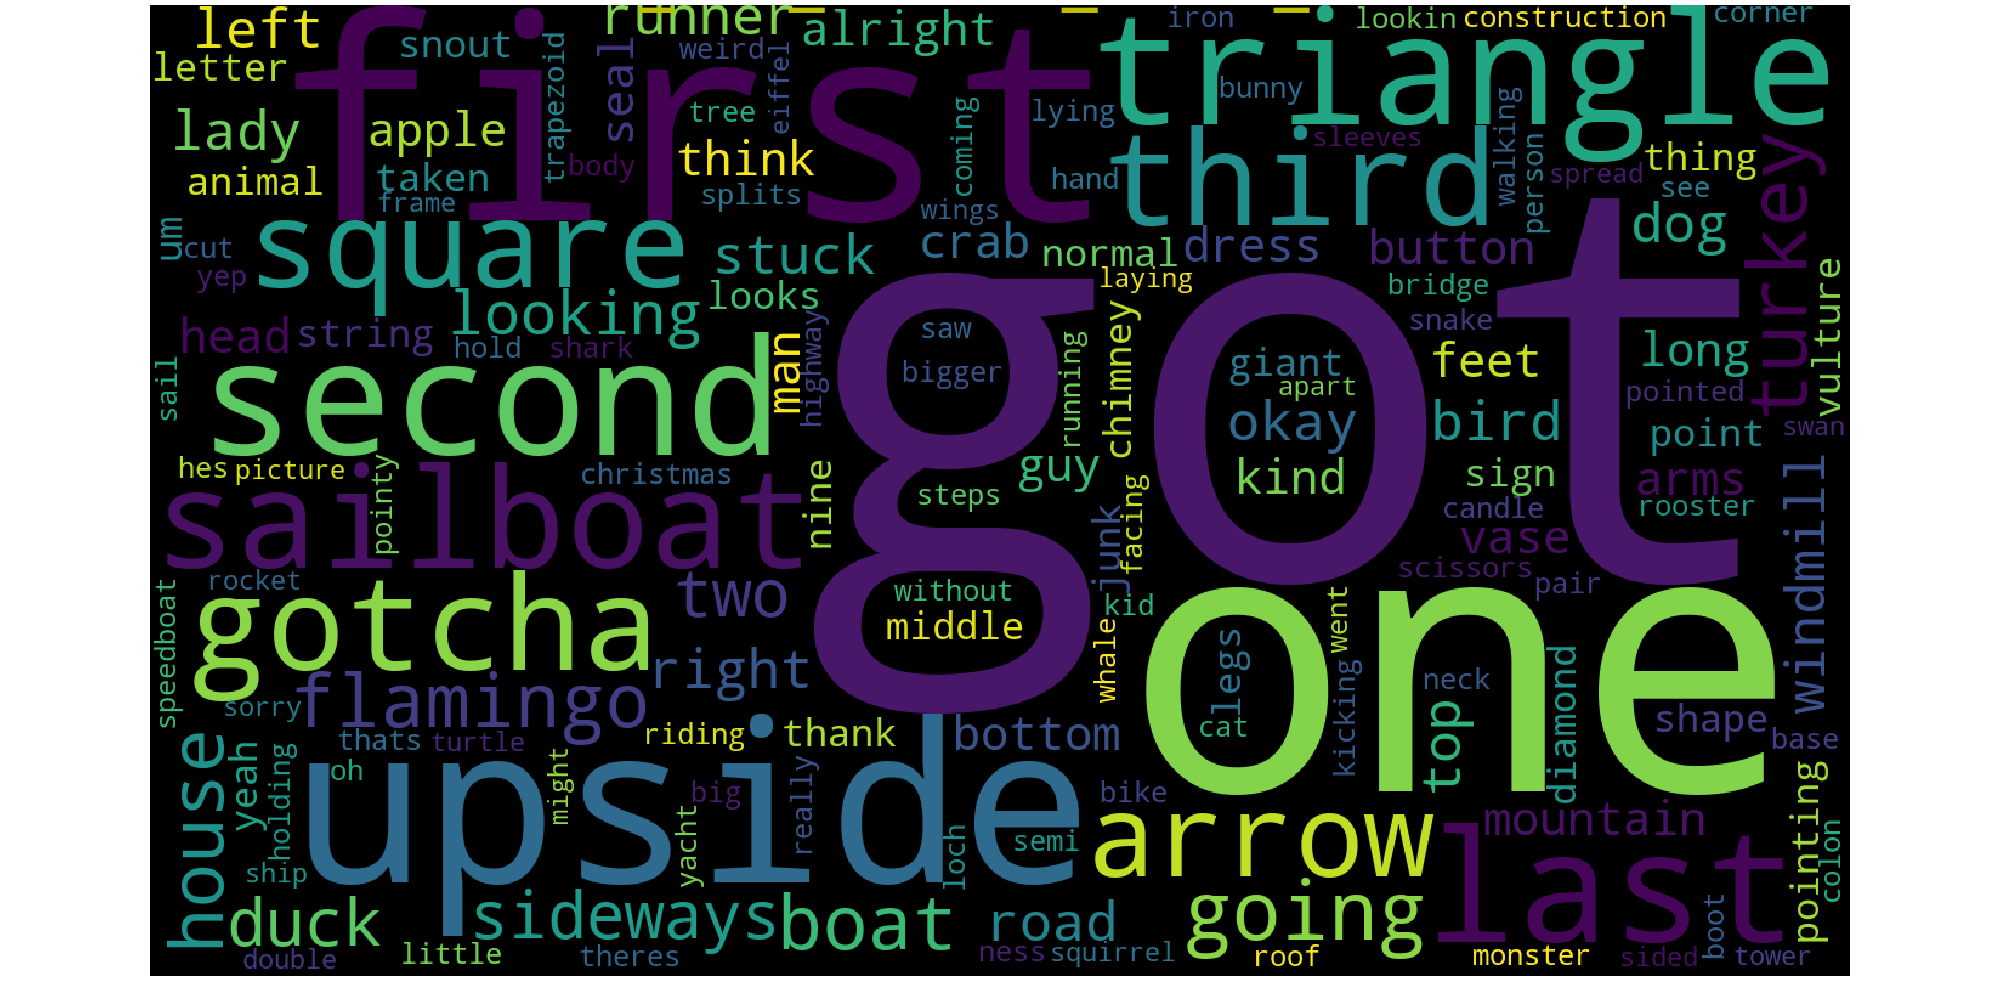 left
runner
alright
iron
lookin
construction
corner
snout
letter
first
triangle
weird
seal
trapezoid
eiffel
bunny
lady
apple
tree
lying
coming
think
body
third
sleeves
walking
person
thing
animal
taken
splits
hand
spread
see
frame
wings
turkey
square
um
cut
yep
stuck
crab
normal
dress
button
dog
looking
looks
laying
bridge
vulture
head
string
hold
shark
man
highway
got
saw
bigger
running
chimney
giant
apart
snake
feet
long
pointed
sail
second
okay
bird
point
swan
hes
picture
pointy
christmas
nine
guy
kind
sign
arms
sailboat
steps
junk
facing
candle
rooster
vase
windmill
rocket
speedboat
gotcha
two
without
middle
kid
scissors
pair
one
went
whale
legs
flamingo
right
sorry
kicking
neck
diamond
shape
thats
turtle
riding
thank
bottom
cat
top
base
house
yeah
holding
oh
upside
might
big
yacht
really
bike
mountain
pointing
colon
ship
loch
semi
arrow
last
duck
sideways
boat
road
going
boot
double
little
theres
ness
squirrel
roof
monster
sided
tower